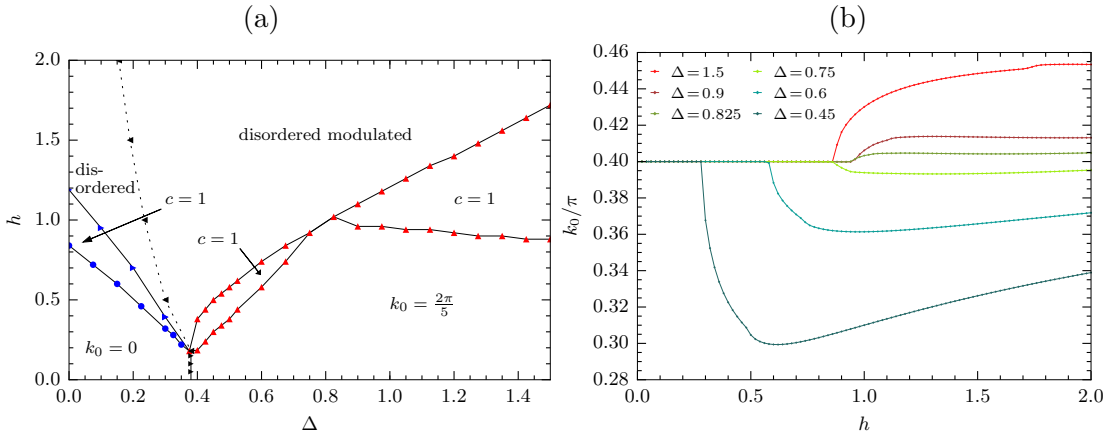 (a)
2.0
1.5
1.0
0.5
0.0
h
disordered modulated
dis-
ordered
c = 1
c = 1
c = 1
k₀ = 2π/5
k₀ = 0
0.0 0.2 0.4 0.6 0.8 1.0 1.2 1.4
Δ
(b)
0.46
0.44
0.42
0.40
0.38
0.36
0.34
0.32
0.30
0.28
k₀/π
Δ=1.5 Δ=0.75
Δ=0.9 Δ=0.6
Δ=0.825 Δ=0.45
0.0 0.5 1.0 1.5 2.0
h